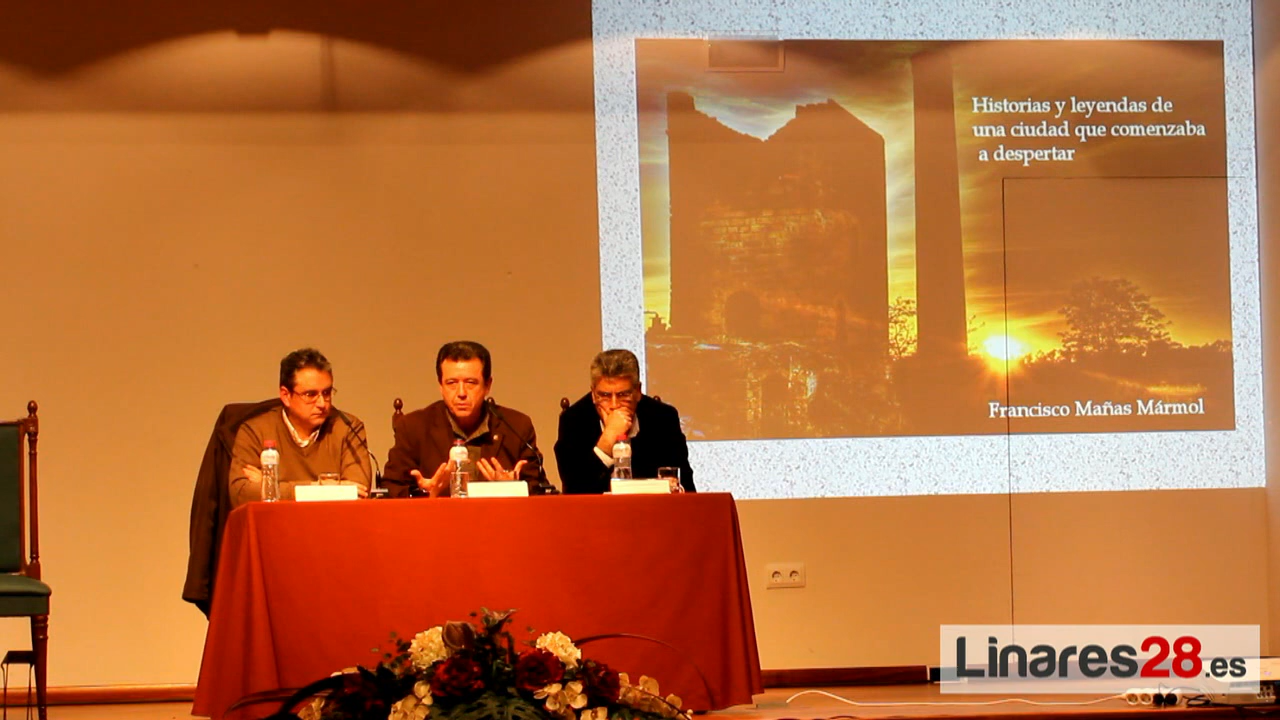 Historias y leyendas de
una ciudad que comenzaba
a despertar
Francisco Mañas Mármol
Linares28.es